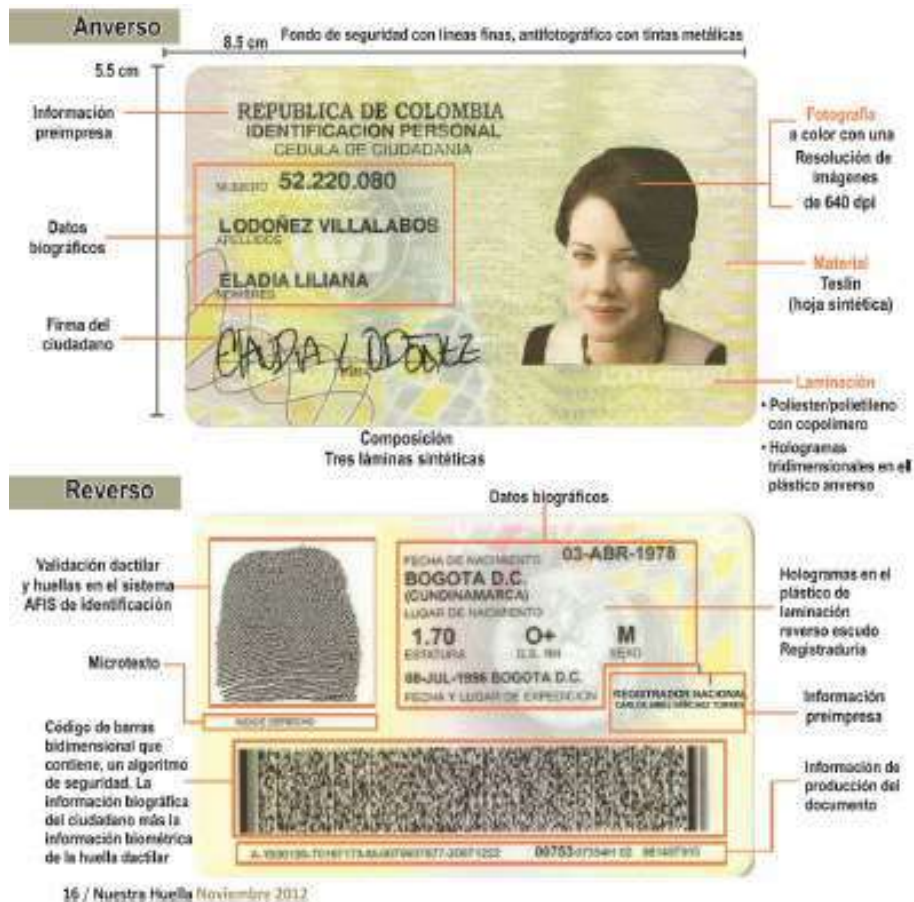 Anverso
8.5 cm
Fondo de seguridad con líneas finas, antifotográfico con tintas metálicas
5.5 cm
Información
preimpresa
REPUBLICA DE COLOMBIA
IDENTIFICACION PERSONAL
CEDULA DE CIUDADANIA
NUMERO 52.220.080
LODOÑEZ VILLALABOS
APELLIDOS
ELADIA LILIANA
NOMBRES
Datos
biográficos
Firma del
ciudadano
Fotografía
a color con una
Resolución de
imágenes
de 640 dpi
Material
Teslin
(hoja sintética)
Laminación
• Poliester/polietileno
con copolimero
• Hologramas
tridimensionales en el
plástico anverso
Composición
Tres láminas sintéticas
Reverso
Datos biográficos
Validación dactilar
y huellas en el sistema
AFIS de identificación
Microtexto
Código de barras
bidimensional que
contiene, un algoritmo
de seguridad. La
información biográfica
del ciudadano más la
información biométrica
de la huella dactilar
FECHA DE NACIMIENTO 03-ABR-1978
BOGOTA D.C.
(CUNDINAMARCA)
LUGAR DE NACIMIENTO
1.70 O+ M
ESTATURA G.S. RH SEXO
BOGOTA D.C.
FECHA Y LUGAR DE EXPEDICION
REGISTRADOR NACIONAL
INDICE DERECHO
Hologramas en el
plástico de
laminación
reverso escudo
Registraduría
Información
preimpresa
Información de
producción del
documento
16 / Nuestra Huella Noviembre 2012